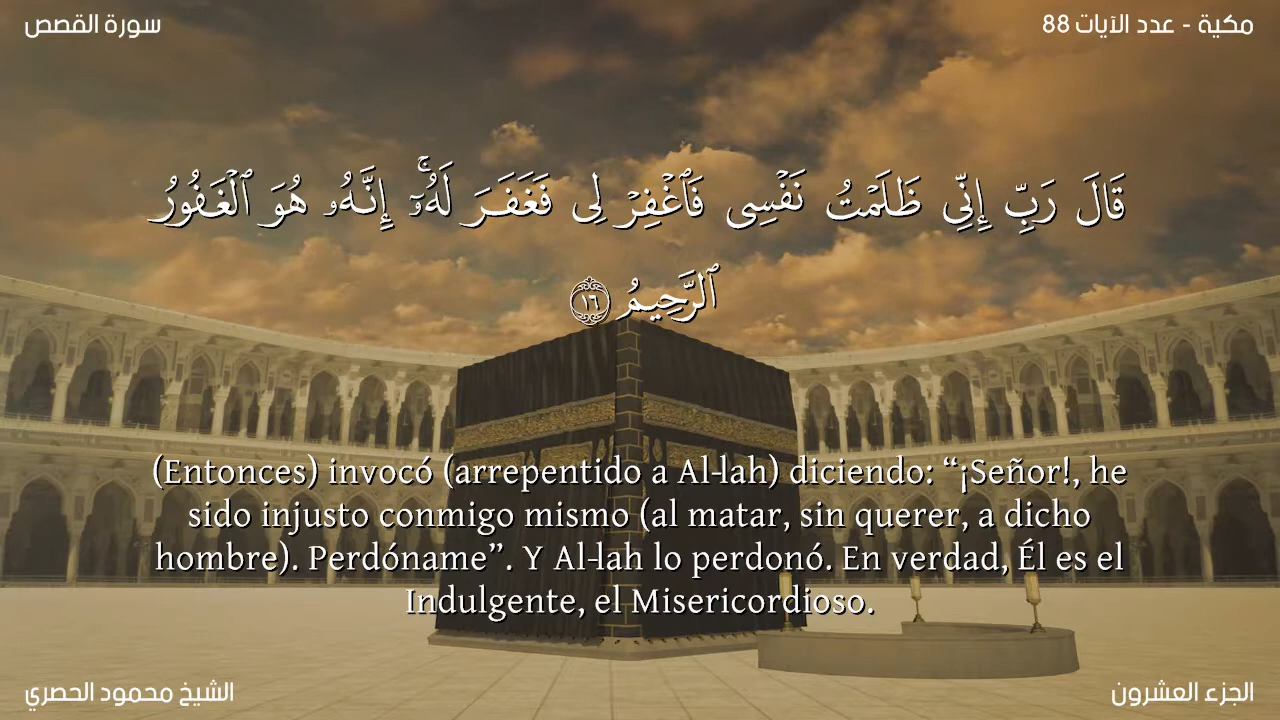 سورة القصص
مكية - عدد الآيات 88
قَالَ رَبِّ إِنِّى ظَلَمْتُ نَفْسِى فَٱغْفِرْ لِى فَغَفَرَ لَهُۥٓ ۚ إِنَّهُۥ هُوَ ٱلْغَفُورُ
ٱلرَّحِيمُ ١٦
(Entonces) invocó (arrepentido a Al-lah) diciendo: “¡Señor!, he
sido injusto conmigo mismo (al matar, sin querer, a dicho
hombre). Perdóname”. Y Al-lah lo perdonó. En verdad, Él es el
Indulgente, el Misericordioso.
الشيخ محمود الحصري
الجزء العشرون